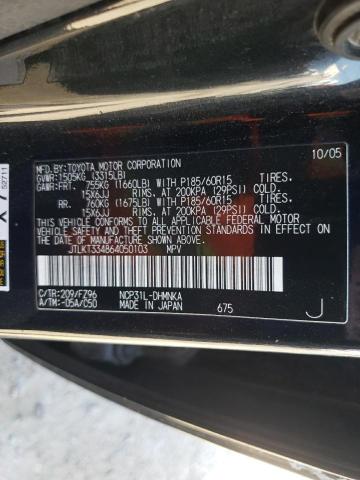 MFD.BY:TOYOTA MOTOR CORPORATION 10/05
GVWR:1505KG (3315LB)
GAWR:FRT. 755KG (1660LB) WITH P185/60R15 TIRES.
15X6JJ RIMS. AT 200KPA (29PSI) COLD.
RR. 760KG (1675LB) WITH P185/60R15 TIRES.
15X6JJ RIMS. AT 200KPA (29PSI) COLD.
THIS VEHICLE CONFORMS TO ALL APPLICABLE FEDERAL MOTOR
VEHICLE SAFETY, BUMPER, AND THEFT PREVENTION
STANDARDS IN EFFECT ON THE DATE OF MANUFACTURE
SHOWN ABOVE.
JTLKT334864050103 MPV
C/TR:209/FZ96 NCP31L-DHMNKA
A/TM:-05A/050 MADE IN JAPAN 675 J
52711